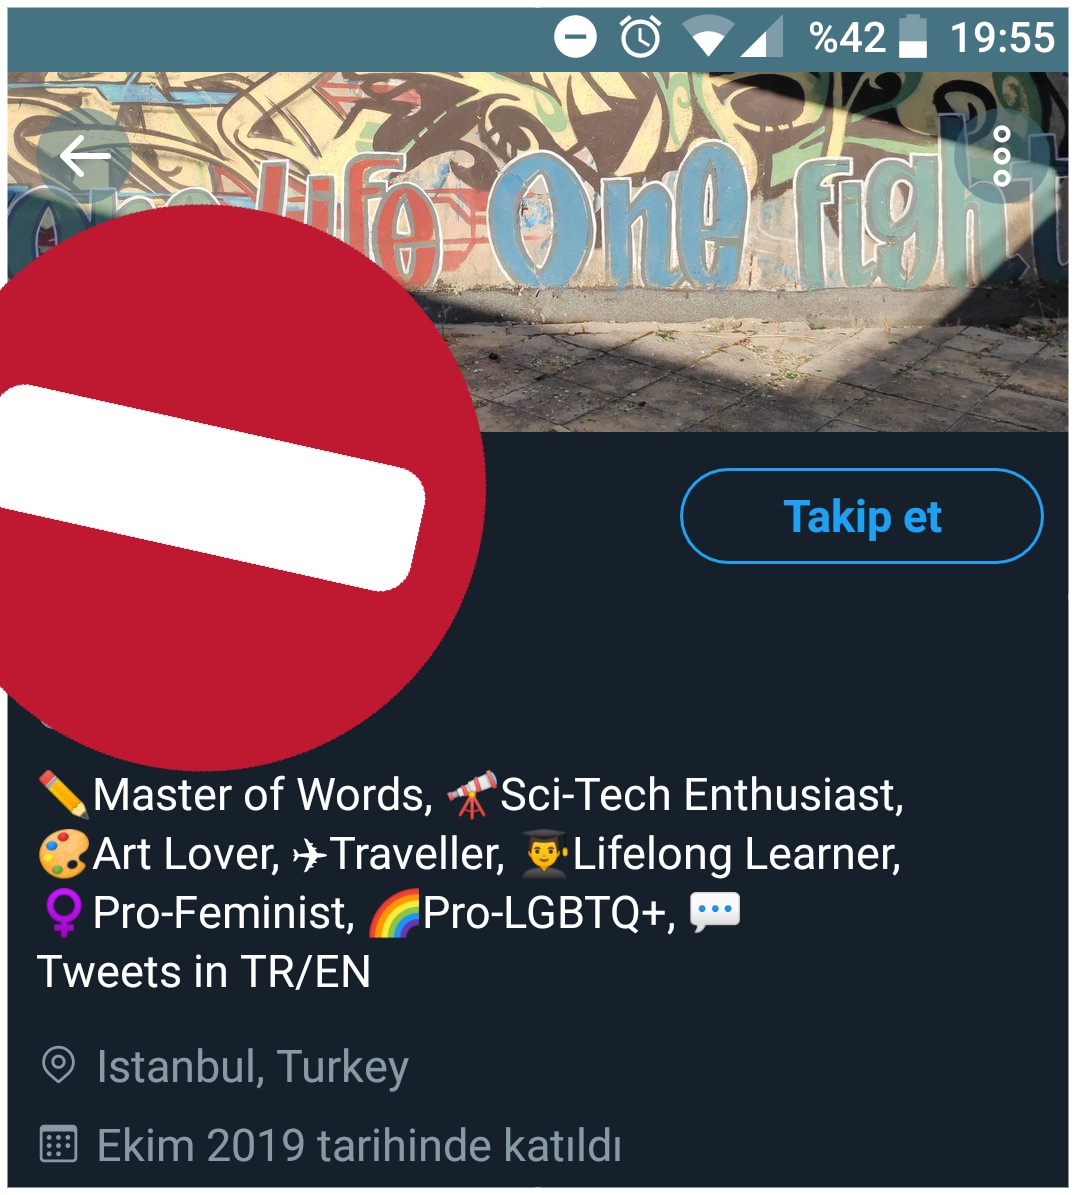 %42 19:55
One life One fight
Takip et
Master of Words, Sci-Tech Enthusiast,
Art Lover, Traveller, Lifelong Learner,
Pro-Feminist, Pro-LGBTQ+,
Tweets in TR/EN
Istanbul, Turkey
Ekim 2019 tarihinde katıldı